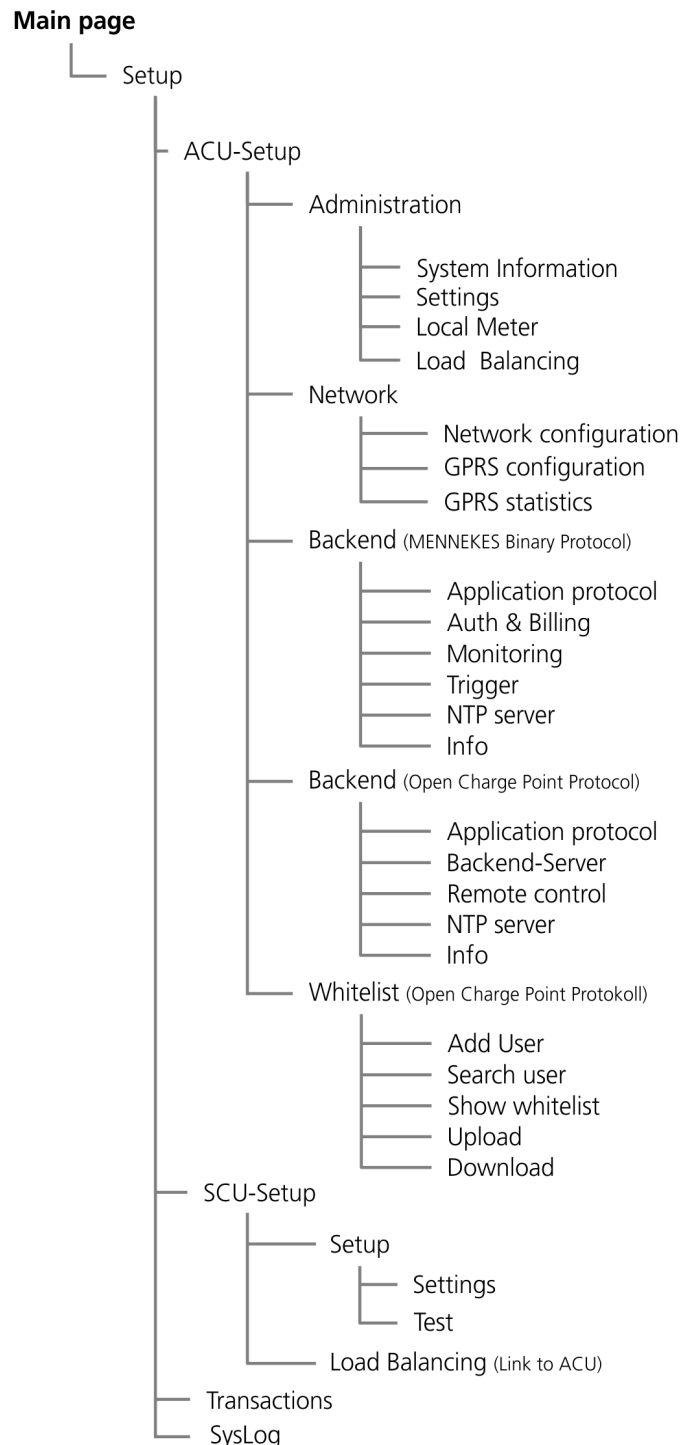 Main page
Setup
ACU-Setup
Administration
System Information
Settings
Local Meter
Load Balancing
Network
Network configuration
GPRS configuration
GPRS statistics
Backend (MENNEKES Binary Protocol)
Application protocol
Auth & Billing
Monitoring
Trigger
NTP server
Info
Backend (Open Charge Point Protocol)
Application protocol
Backend-Server
Remote control
NTP server
Info
Whitelist (Open Charge Point Protokoll)
Add User
Search user
Show whitelist
Upload
Download
SCU-Setup
Setup
Settings
Test
Load Balancing (Link to ACU)
Transactions
SysLog